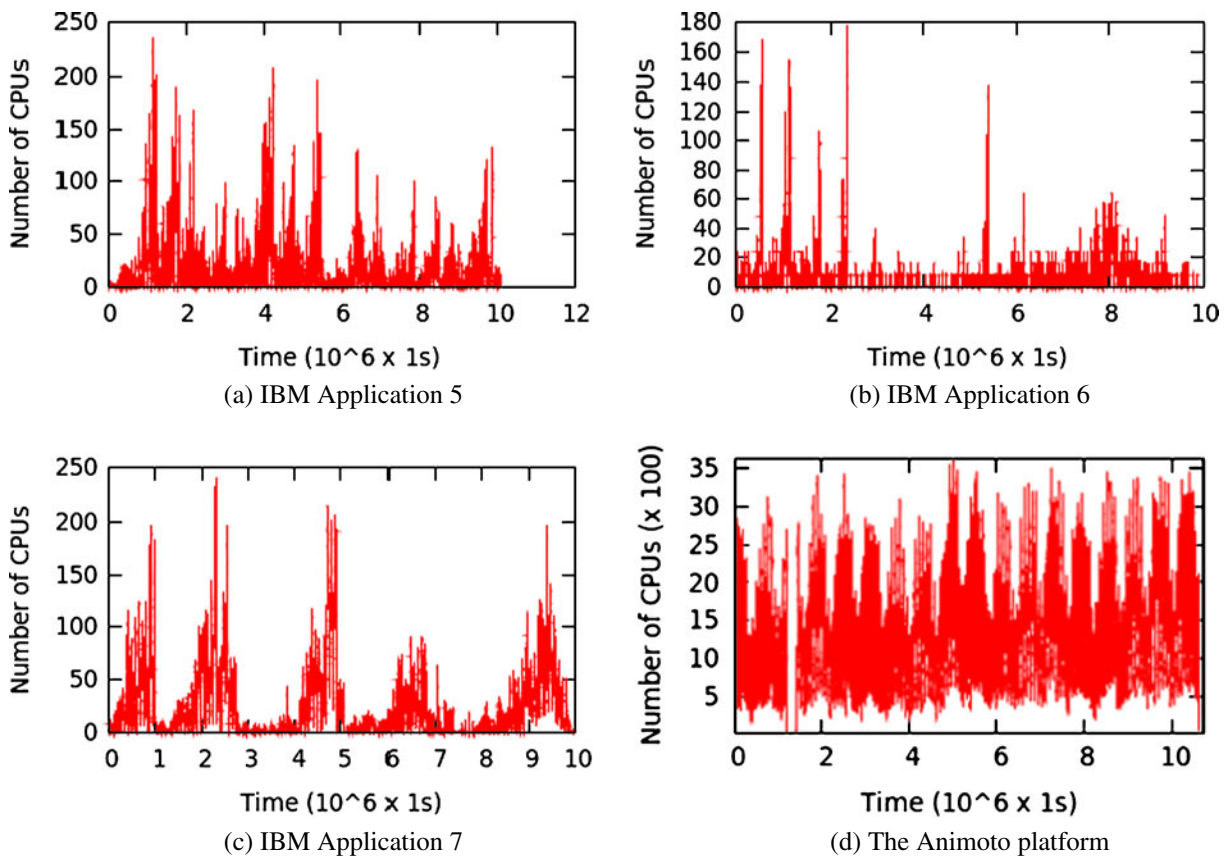 250
200
150
100
50
0
Number of CPUs
0 2 4 6 8 10 12
Time (10^6 x 1s)
(a) IBM Application 5
180
160
140
120
100
80
60
40
20
0
Number of CPUs
0 2 4 6 8 10
Time (10^6 x 1s)
(b) IBM Application 6
250
200
150
100
50
0
Number of CPUs
0 1 2 3 4 5 6 7 8 9 10
Time (10^6 x 1s)
(c) IBM Application 7
35
30
25
20
15
10
5
Number of CPUs (x 100)
0 2 4 6 8 10
Time (10^6 x 1s)
(d) The Animoto platform